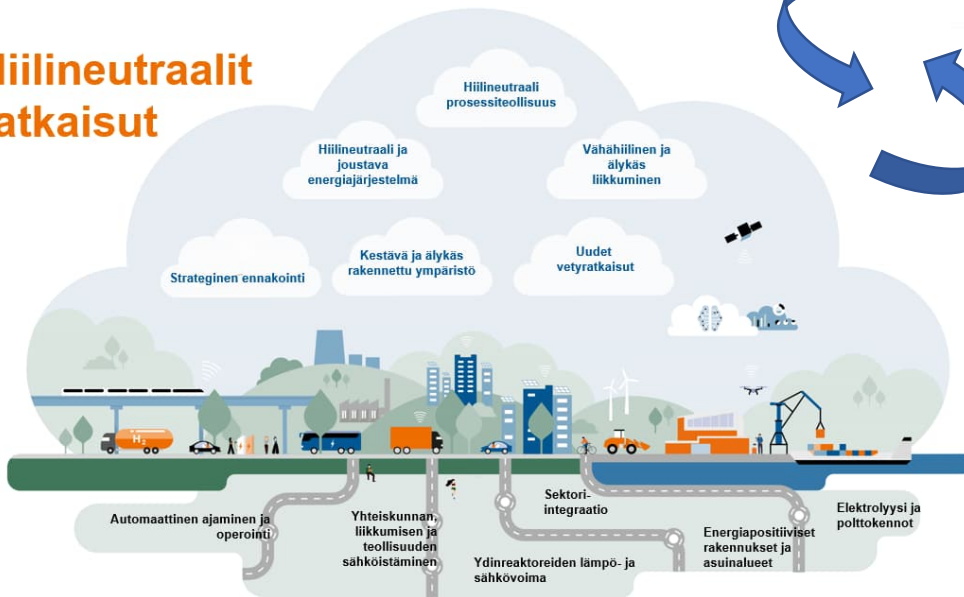 iilineutraalit
atkaisut
Hiilineutraali
prosessiteollisuus
Hiilineutraali ja
joustava
energiajärjestelmä
Vähähiilinen ja
älykäs
liikkuminen
Strateginen ennakointi
Kestävä ja älykäs
rakennettu ympäristö
Uudet
vetyratkaisut
H2
Automaattinen ajaminen ja
operointi
Yhteiskunnan,
liikkumisen ja
teollisuuden
sähköistäminen
Ydinreaktoreiden lämpö- ja
sähkövoima
Sektori-
integraatio
Energiapositiiviset
rakennukset ja
asuinalueet
Elektrolyysi ja
polttokennot